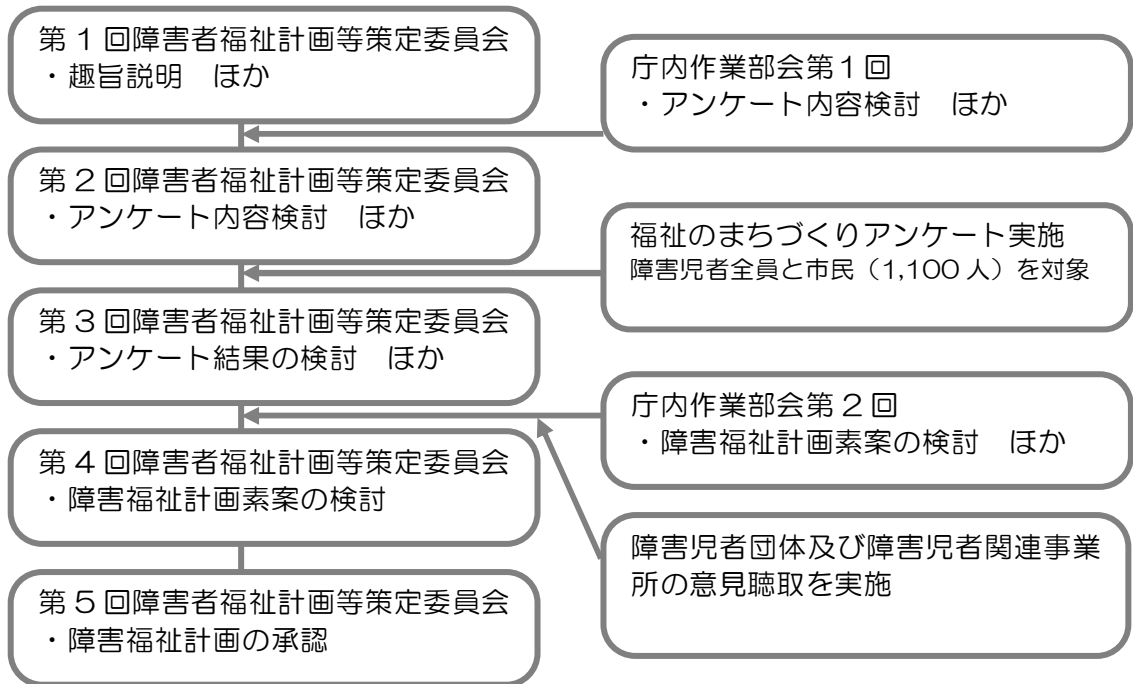 第1回障害者福祉計画等策定委員会
・趣旨説明　ほか
庁内作業部会第1回
・アンケート内容検討　ほか
第2回障害者福祉計画等策定委員会
・アンケート内容検討　ほか
福祉のまちづくりアンケート実施
障害児者全員と市民（1,100人）を対象
第3回障害者福祉計画等策定委員会
・アンケート結果の検討　ほか
庁内作業部会第2回
・障害福祉計画素案の検討　ほか
第4回障害者福祉計画等策定委員会
・障害福祉計画素案の検討
障害児者団体及び障害児者関連事業
所の意見聴取を実施
第5回障害者福祉計画等策定委員会
・障害福祉計画の承認